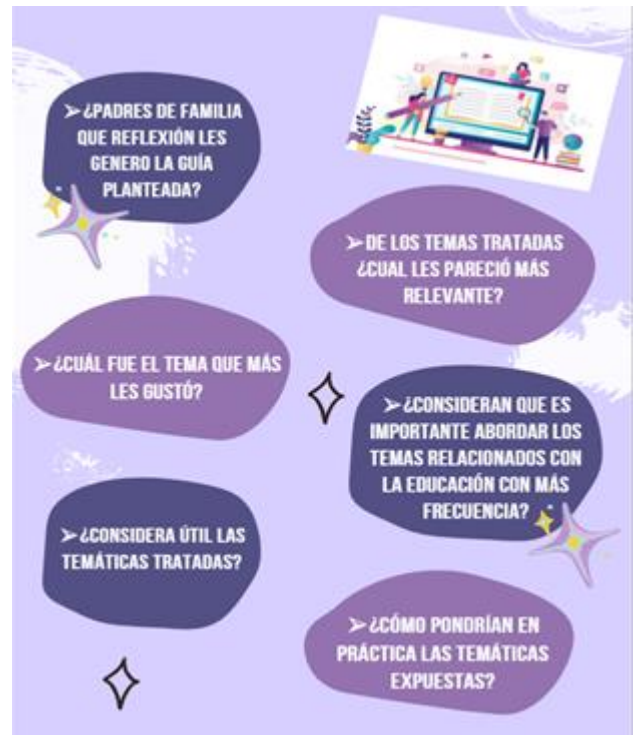 ➢¿PADRES DE FAMILIA
QUE REFLEXIÓN LES
GENERO LA GUÍA
PLANTEADA?
➢DE LOS TEMAS TRATADAS
¿CUAL LES PARECIÓ MÁS
RELEVANTE?
➢¿CUÁL FUE EL TEMA QUE MÁS
LES GUSTÓ?
➢¿CONSIDERAN QUE ES
IMPORTANTE ABORDAR LOS
TEMAS RELACIONADOS CON
LA EDUCACIÓN CON MÁS
FRECUENCIA?
➢¿CONSIDERA ÚTIL LAS
TEMÁTICAS TRATADAS?
➢¿CÓMO PONDRÍAN EN
PRÁCTICA LAS TEMÁTICAS
EXPUESTAS?